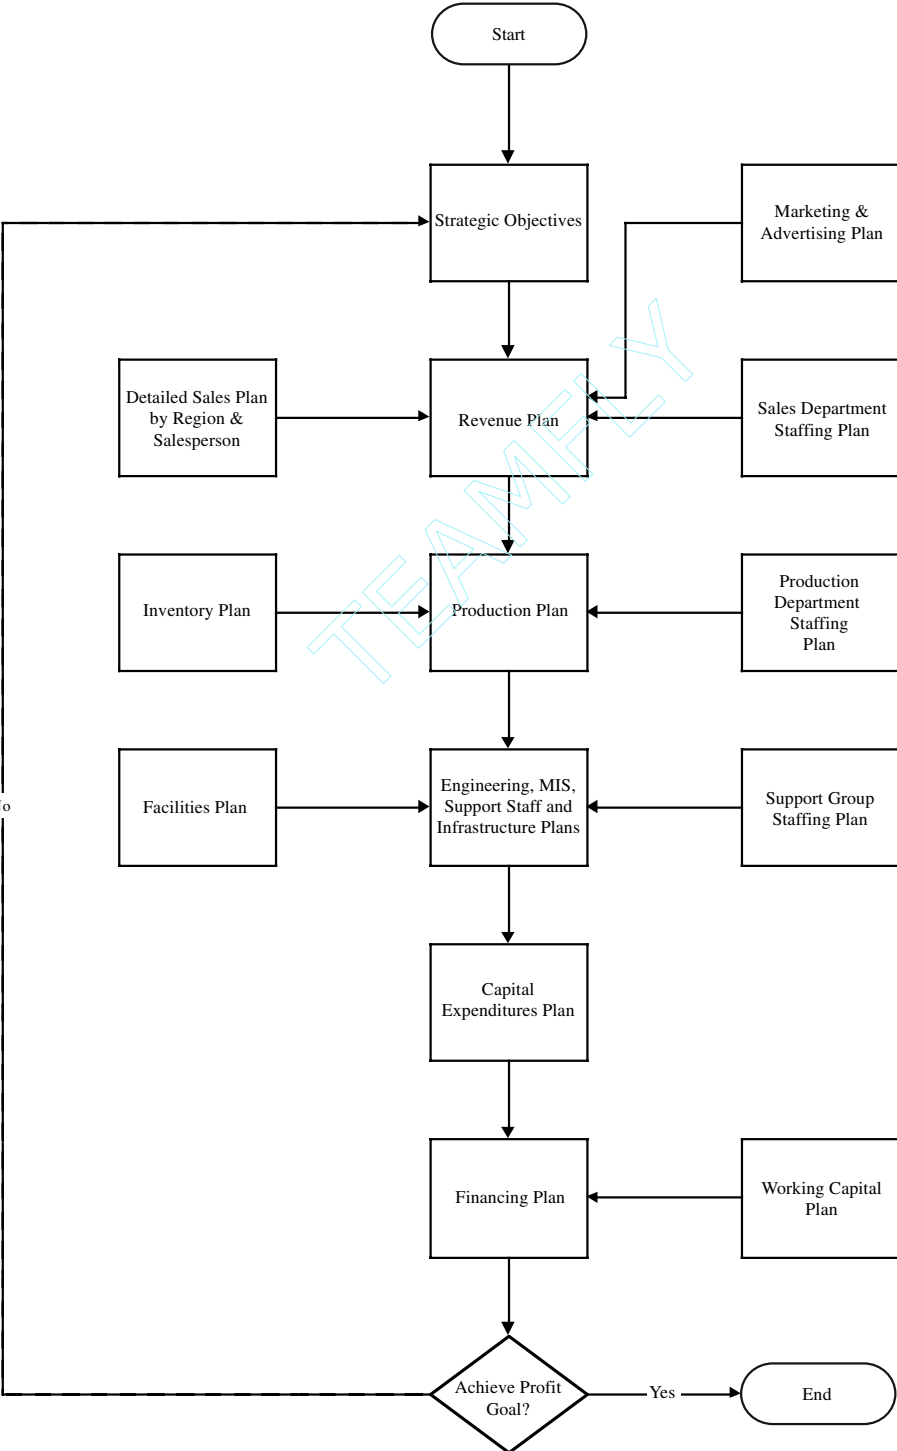 Start
Strategic Objectives
Marketing &
Advertising Plan
Detailed Sales Plan
by Region &
Salesperson
Revenue Plan
Sales Department
Staffing Plan
TEAMFLY
Inventory Plan
Production Plan
Production
Department
Staffing
Plan
Facilities Plan
Engineering, MIS,
Support Staff and
Infrastructure Plans
Support Group
Staffing Plan
Capital
Expenditures Plan
Financing Plan
Working Capital
Plan
Achieve Profit
Goal?
Yes
End